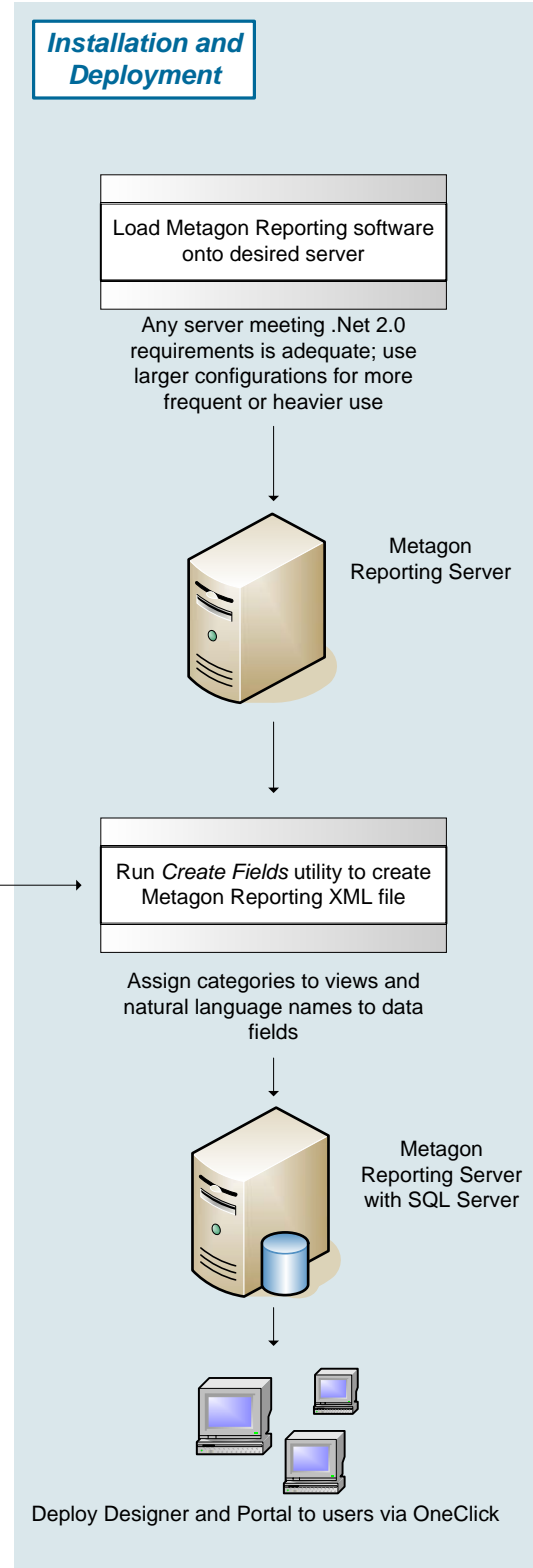 Installation and
Deployment
Load Metagon Reporting software
onto desired server
Any server meeting .Net 2.0
requirements is adequate; use
larger configurations for more
frequent or heavier use
Metagon
Reporting Server
Run Create Fields utility to create
Metagon Reporting XML file
Assign categories to views and
natural language names to data
fields
Metagon
Reporting Server
with SQL Server
Deploy Designer and Portal to users via OneClick